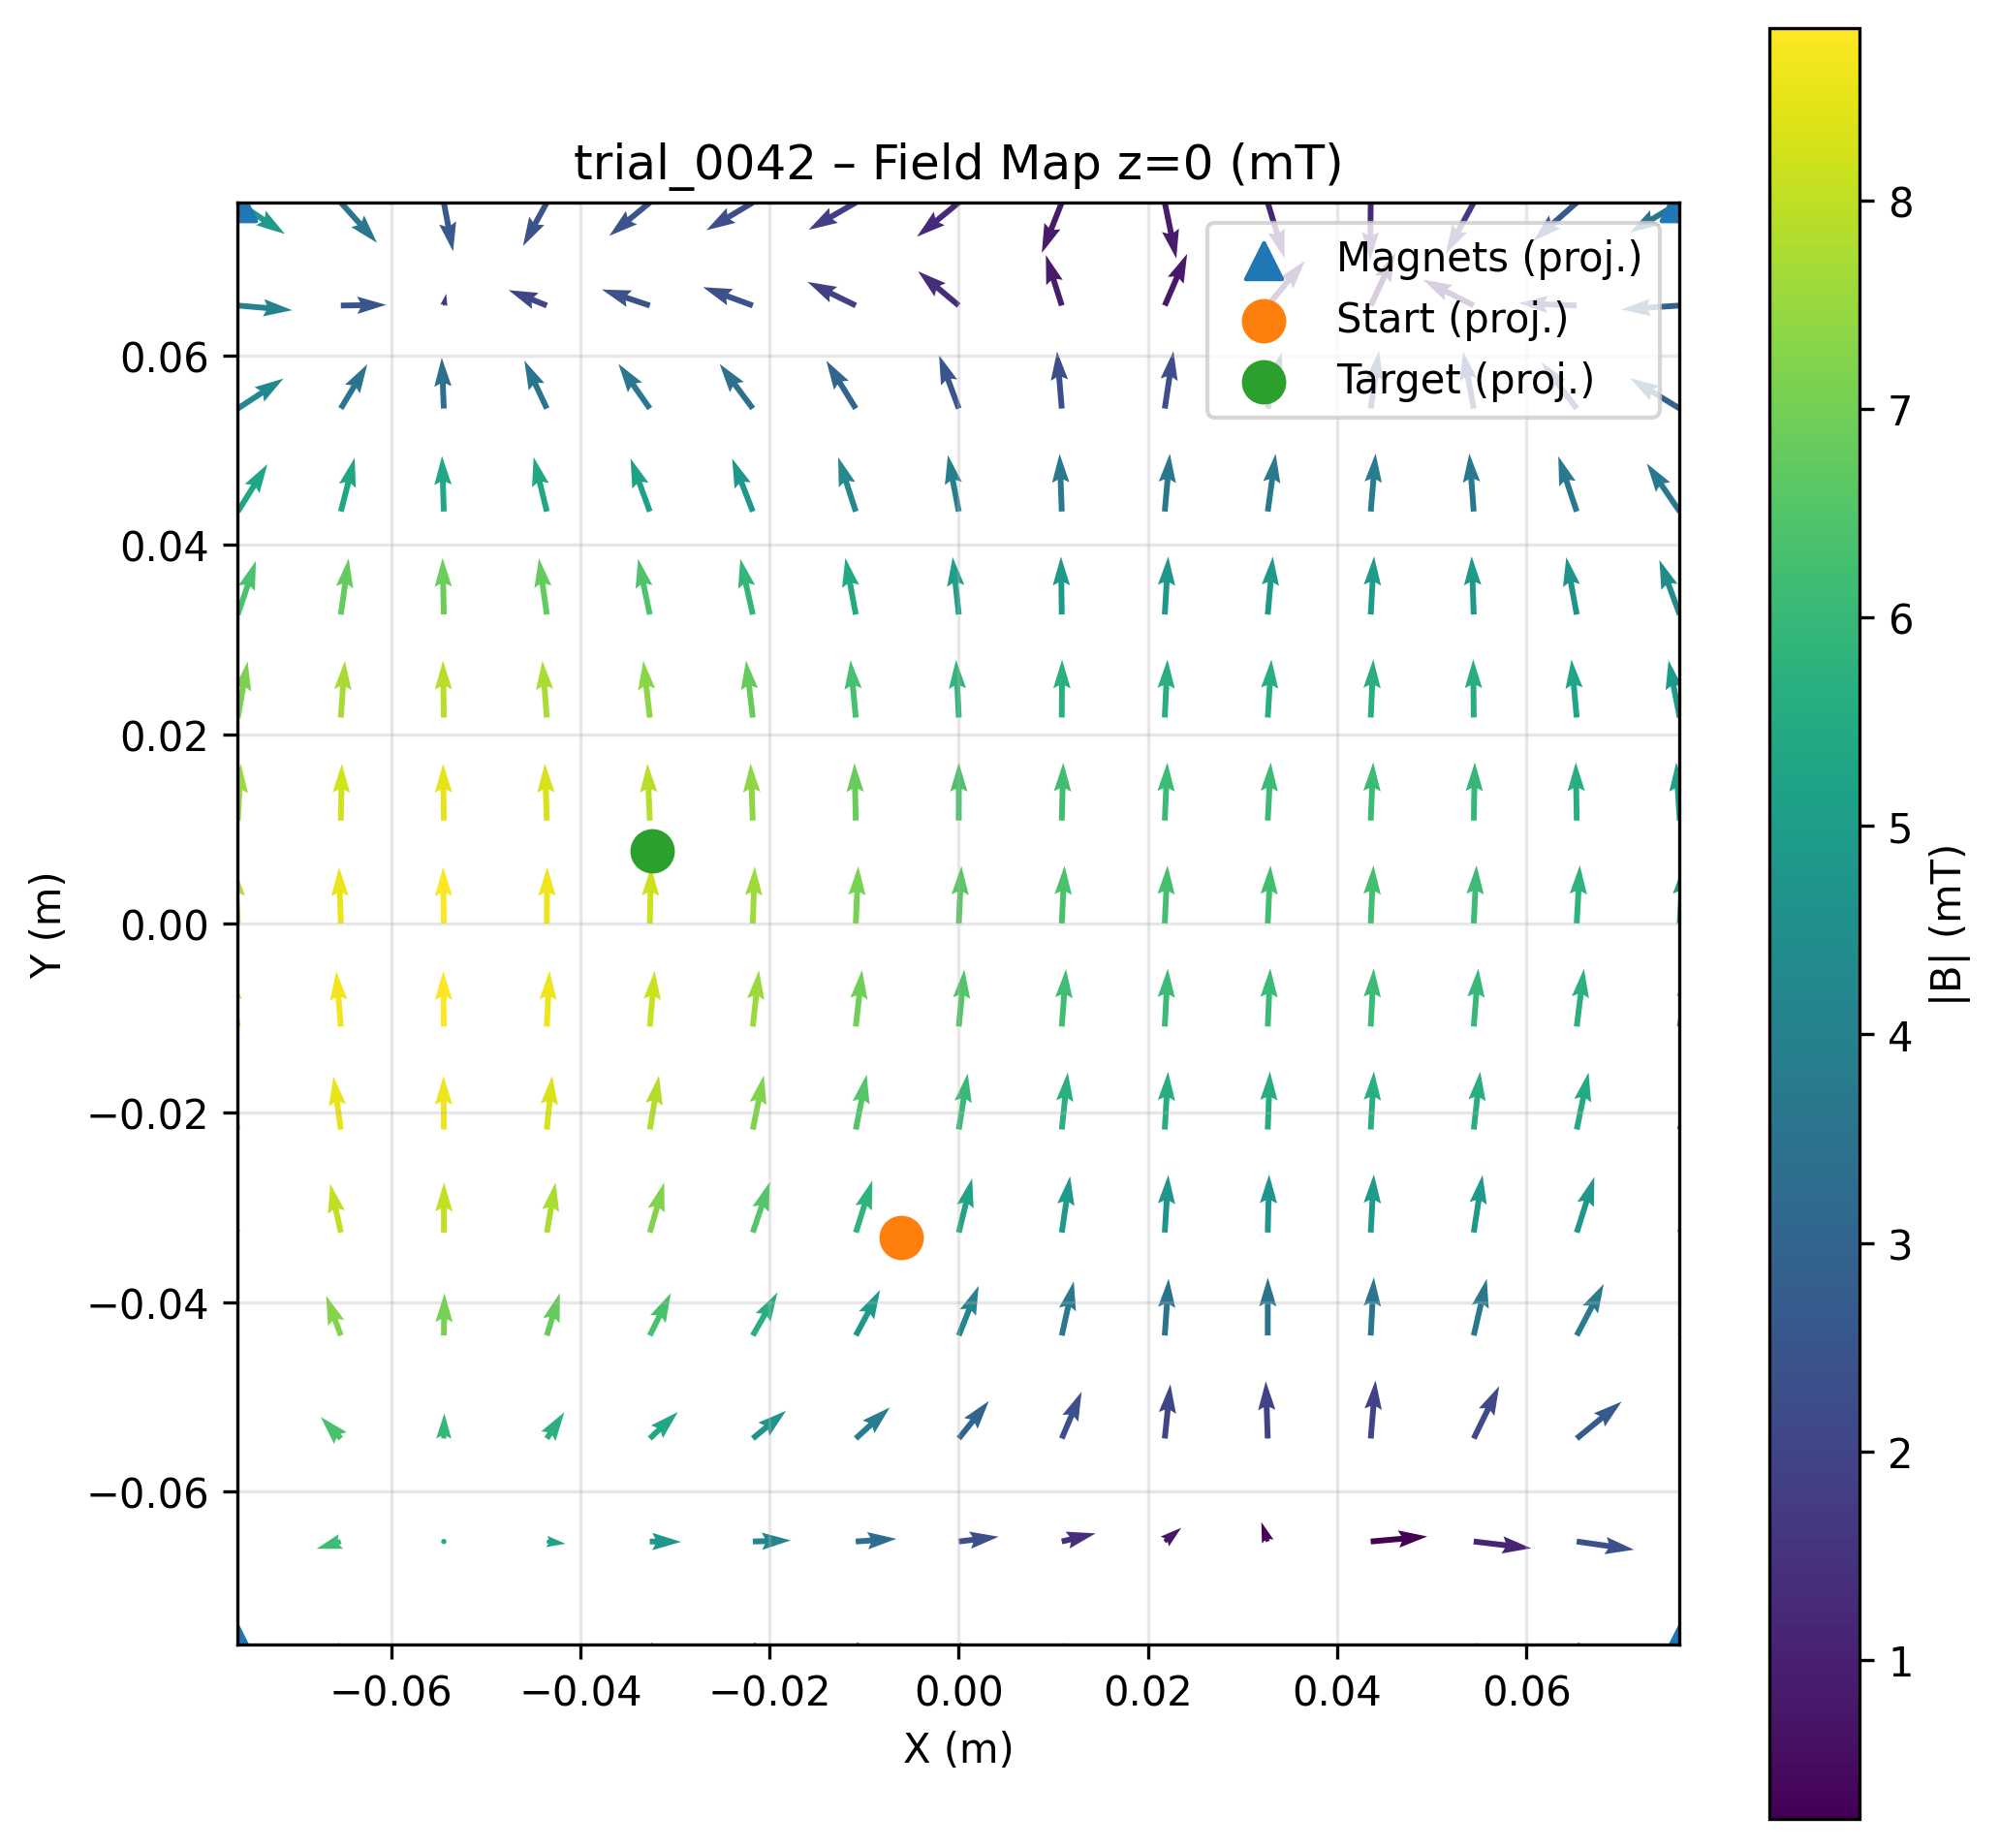 trial_0042 – Field Map z=0 (mT)
Magnets (proj.)
Start (proj.)
Target (proj.)
Y (m)
0.06
0.04
0.02
0.00
−0.02
−0.04
−0.06
−0.06 −0.04 −0.02 0.00 0.02 0.04 0.06
X (m)
8
7
6
5
4
3
2
1
|B| (mT)